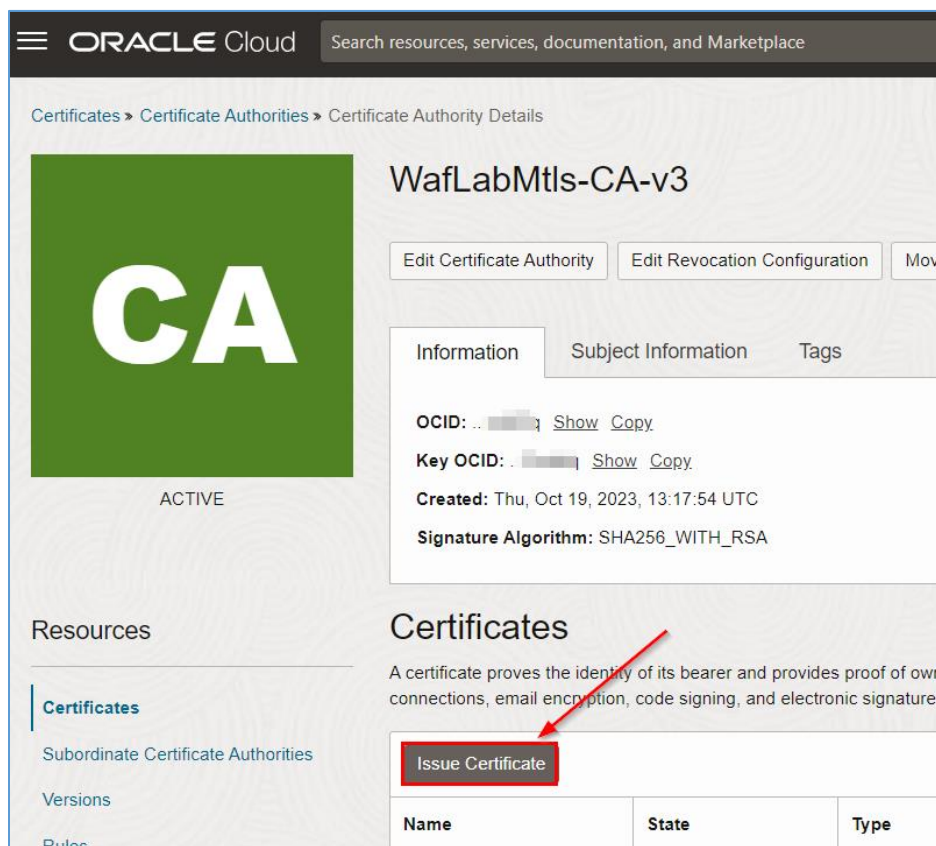 ORACLE Cloud
Search resources, services, documentation, and Marketplace
Certificates » Certificate Authorities » Certificate Authority Details
CA
ACTIVE
WafLabMtls-CA-v3
Edit Certificate Authority
Edit Revocation Configuration
Mov
Information
Subject Information
Tags
OCID: .. q Show Copy
Key OCID: . q Show Copy
Created: Thu, Oct 19, 2023, 13:17:54 UTC
Signature Algorithm: SHA256_WITH_RSA
Resources
Certificates
Subordinate Certificate Authorities
Versions
Rules
Certificates
A certificate proves the identity of its bearer and provides proof of own
connections, email encryption, code signing, and electronic signature
Issue Certificate
Name State Type